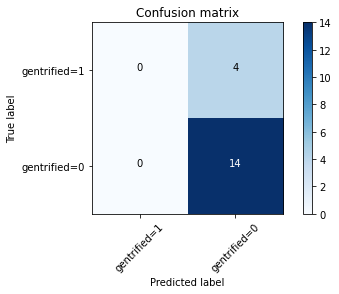 Confusion matrix
True label
gentrified=1
gentrified=0
0
4
0
14
gentrified=1
gentrified=0
Predicted label
14
12
10
8
6
4
2
0